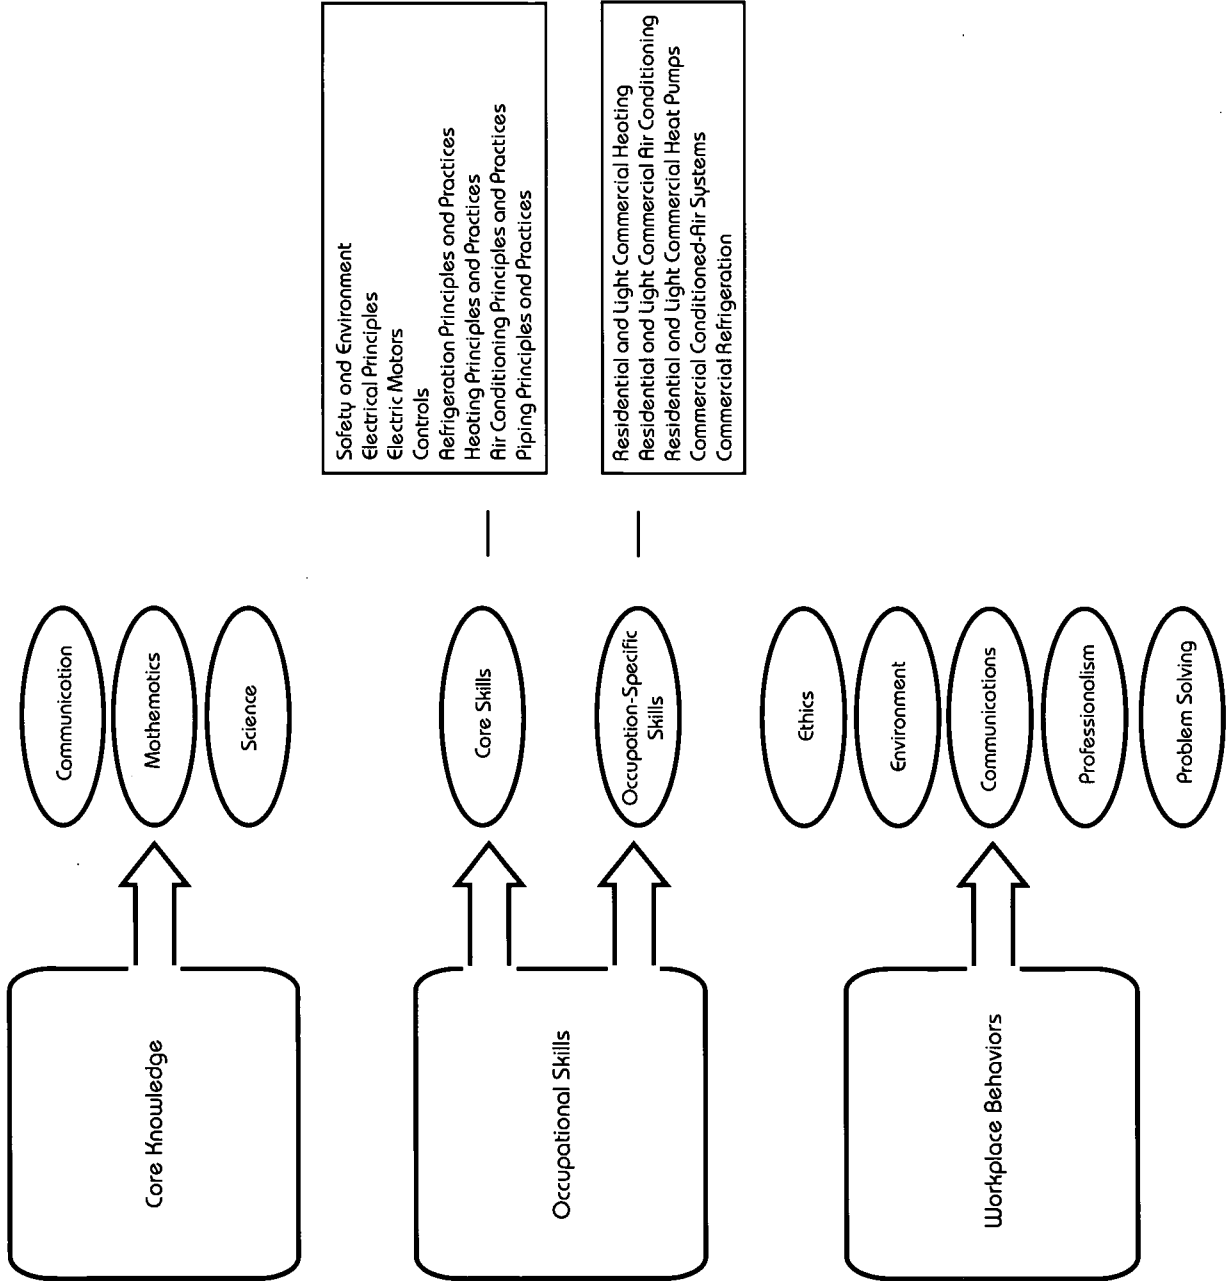 Core Knowledge
Communication
Mathematics
Science
Occupational Skills
Core Skills
Safety and Environment
Electrical Principles
Electric Motors
Controls
Refrigeration Principles and Practices
Heating Principles and Practices
Air Conditioning Principles and Practices
Piping Principles and Practices
Occupation-Specific
Skills
Residential and Light Commercial Heating
Residential and Light Commercial Air Conditioning
Residential and Light Commercial Heat Pumps
Commercial Conditioned-Air Systems
Commercial Refrigeration
Workplace Behaviors
Ethics
Environment
Communications
Professionalism
Problem Solving